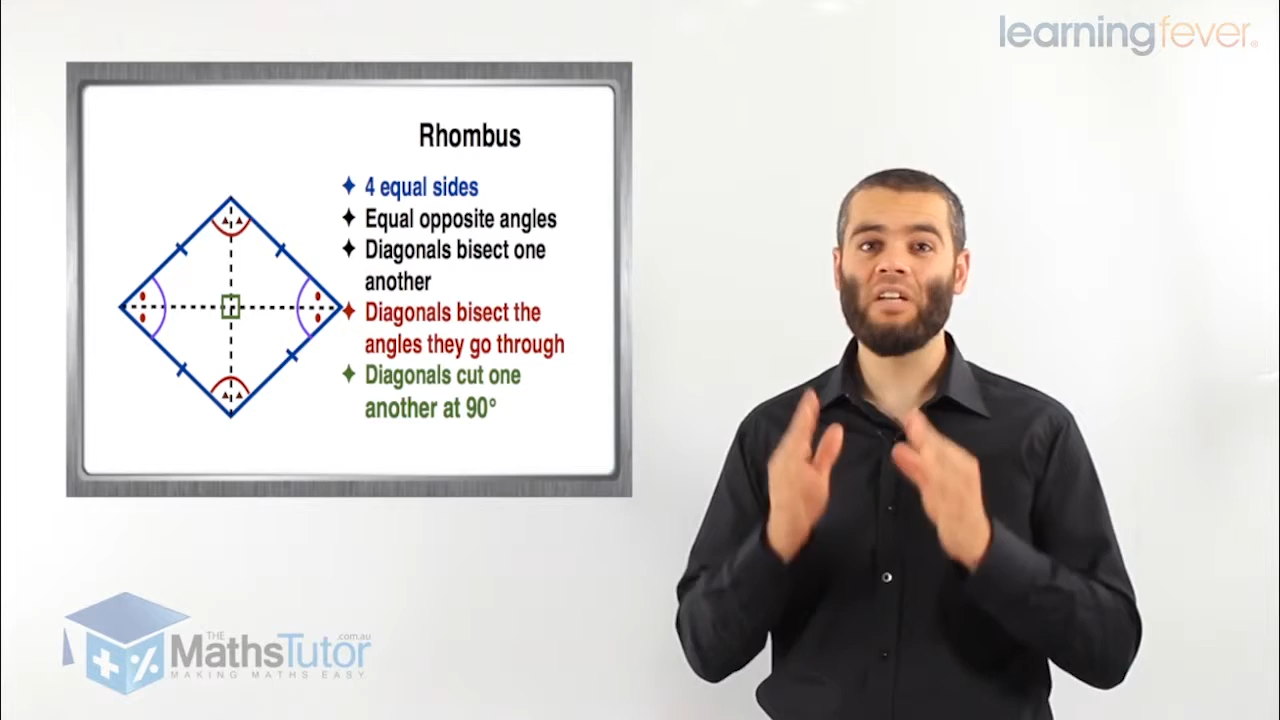 learningfever.
Rhombus
✦ 4 equal sides
✦ Equal opposite angles
✦ Diagonals bisect one
another
✦ Diagonals bisect the
angles they go through
✦ Diagonals cut one
another at 90°
THE
MathsTutor.com.au
MAKING MATHS EASY